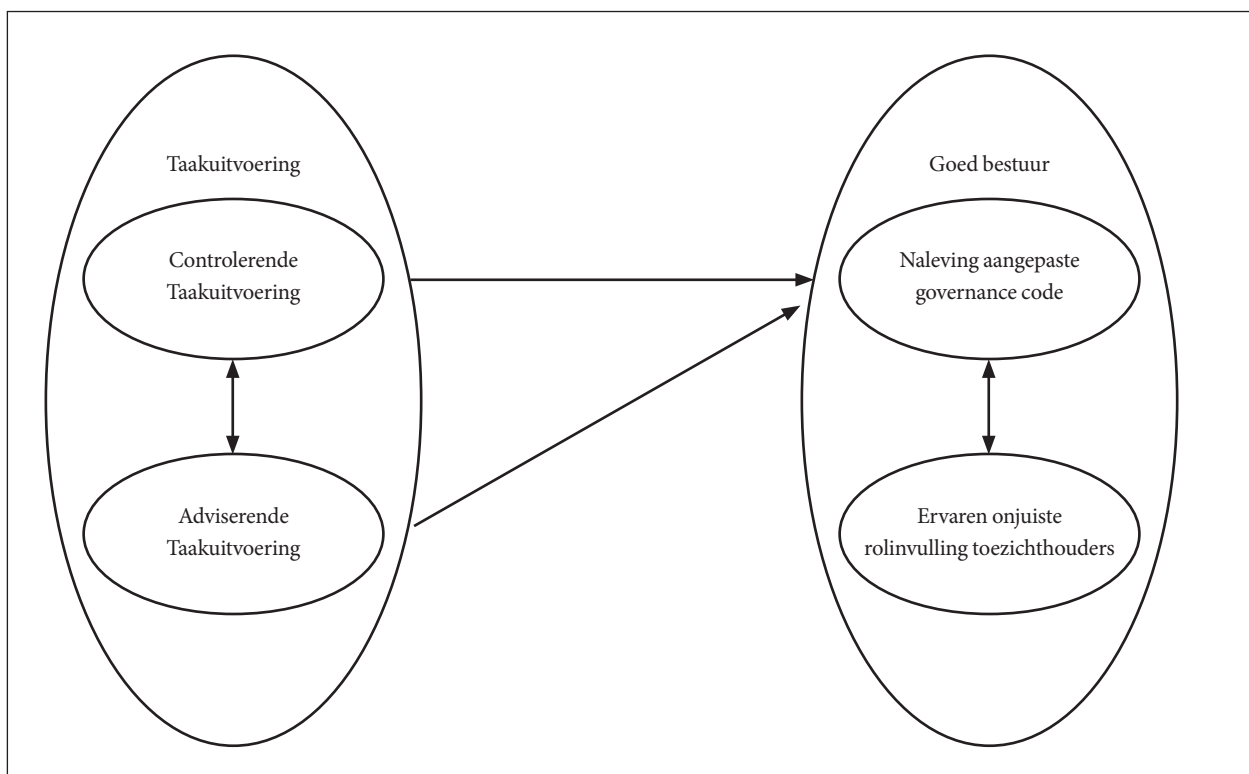 Taakuitvoering
Controlerende
Taakuitvoering
Adviserende
Taakuitvoering
Goed bestuur
Naleving aangepaste
governance code
Ervaren onjuiste
rolinvulling toezichthouders